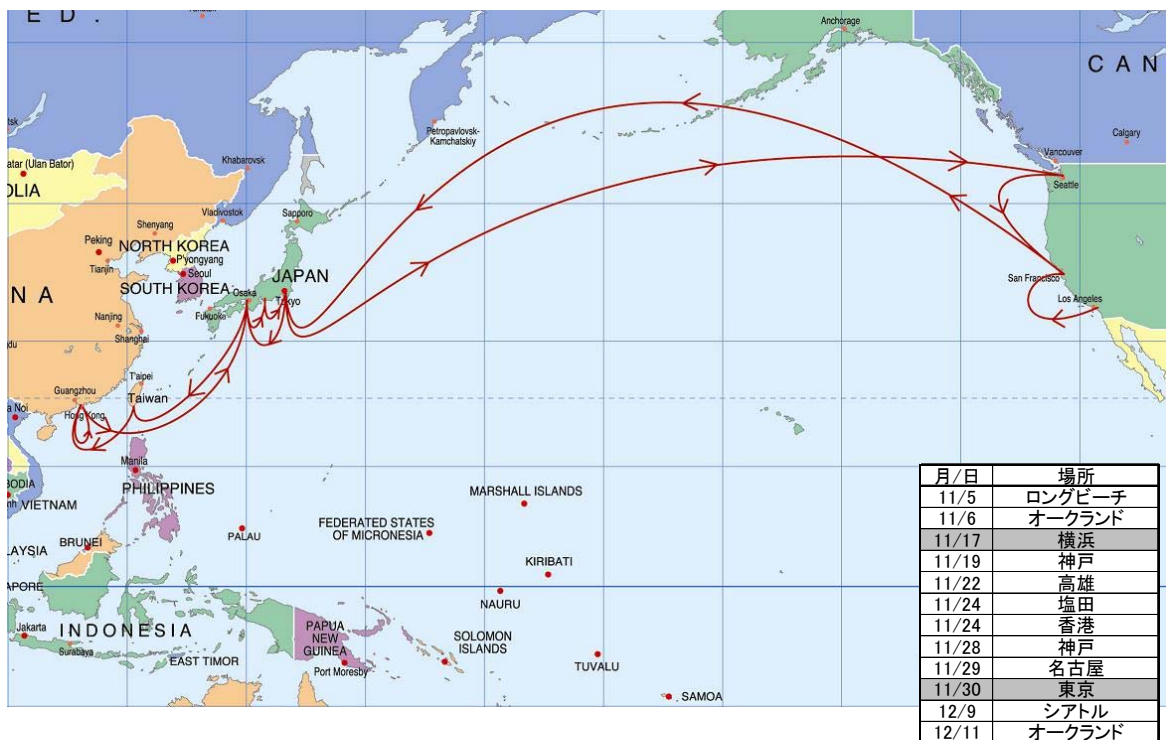 E D .
Anchorage
C A N
Petropavlovsk-
Kamchatskiy
Calgary
Vancouver
Seattle
atar (Ulan Bator)
OLIA
Khabarovsk
Vladivostok
Sapporo
Shenyang
Peking
NORTH KOREA
P'yongyang
Tianjin
Seoul
SOUTH KOREA
JAPAN
Osaka
Tokyo
Fukuoka
San Francisco
Los Angeles
N A
Nanjing
Shanghai
T'aipei
Guangzhou
Taiwan
Hong Kong
a Noi
Manila
PHILIPPINES
BODIA
nh
VIETNAM
MARSHALL ISLANDS
FEDERATED STATES
OF MICRONESIA
PALAU
BRUNEI
LAYSIA
KIRIBATI
APORE
NAURU
Jakarta
INDONESIA
Surabaya
EAST TIMOR
PAPUA
NEW
GUINEA
Port Moresby
SOLOMON
ISLANDS
TUVALU
SAMOA
月/日 場所
11/5 ロングビーチ
11/6 オークランド
11/17 横浜
11/19 神戸
11/22 高雄
11/24 塩田
11/24 香港
11/28 神戸
11/29 名古屋
11/30 東京
12/9 シアトル
12/11 オークランド